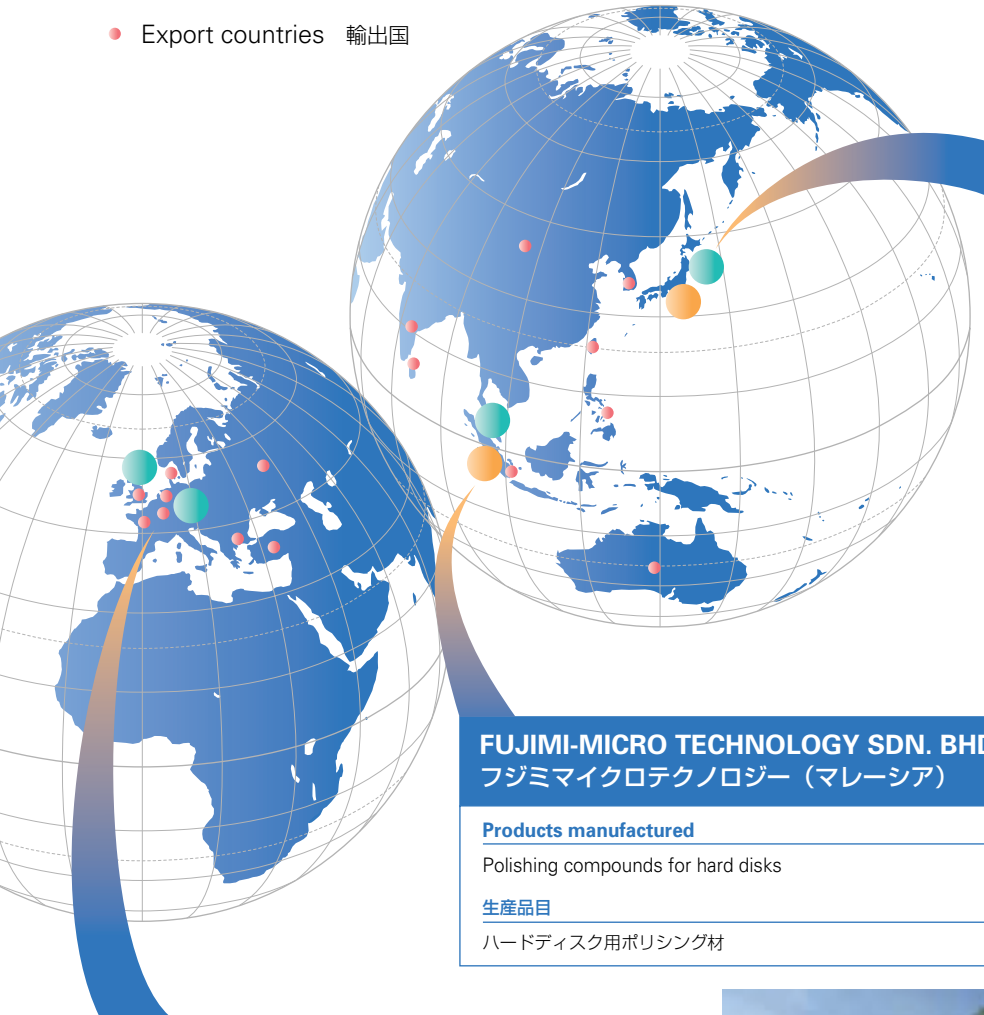 Export countries 輸出国
FUJIMI-MICRO TECHNOLOGY SDN. BHD
フジミマイクロテクノロジー（マレーシア）
Products manufactured
Polishing compounds for hard disks
生産品目
ハードディスク用ポリシング材